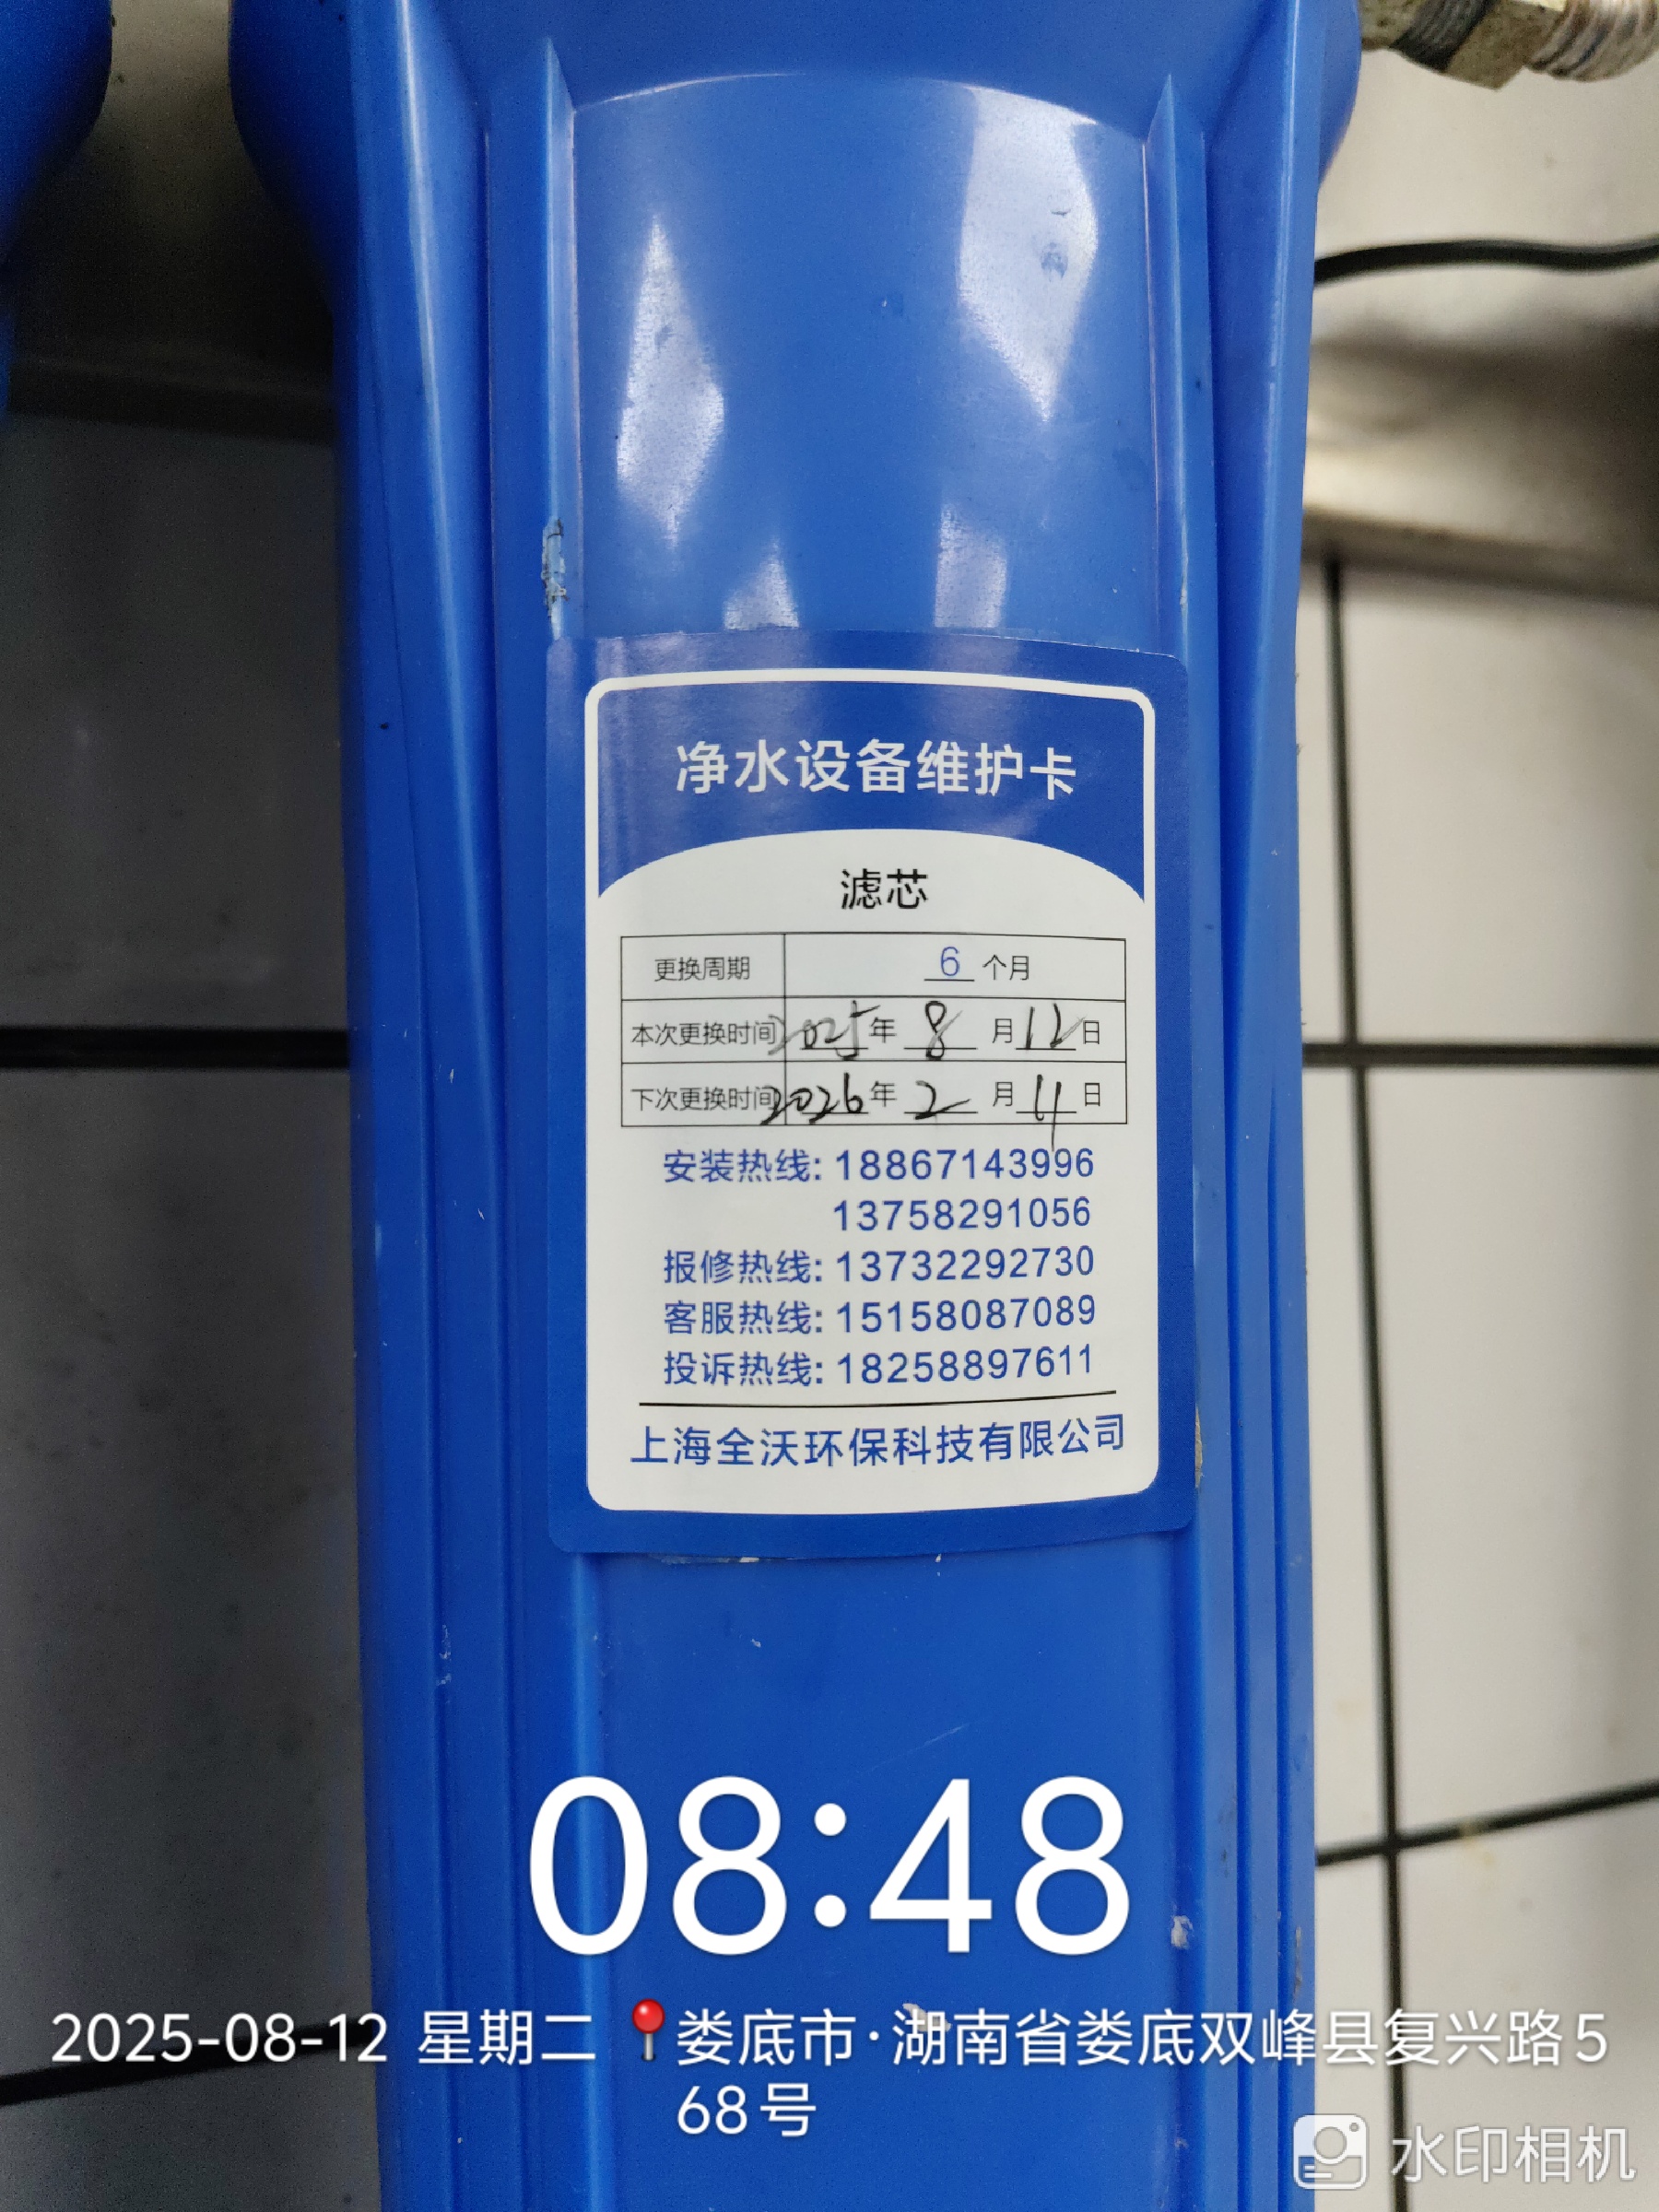 净水设备维护卡
滤芯
更换周期 6 个月
本次更换时间 2025 年 8 月 12 日
下次更换时间 2026 年 2 月 11 日
安装热线: 18867143996
13758291056
报修热线: 13732292730
客服热线: 15158087089
投诉热线: 18258897611
上海全沃环保科技有限公司
08:48
2025-08-12 星期二 📍娄底市·湖南省娄底双峰县复兴路5
68号
水印相机